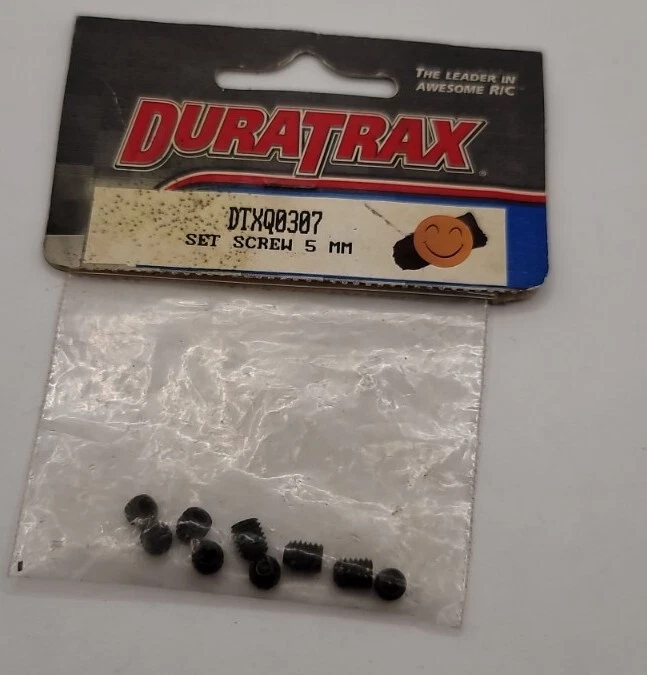 THE LEADER IN
AWESOME R/C
DURATRAX
DTXQ0307
SET SCREW 5 MM